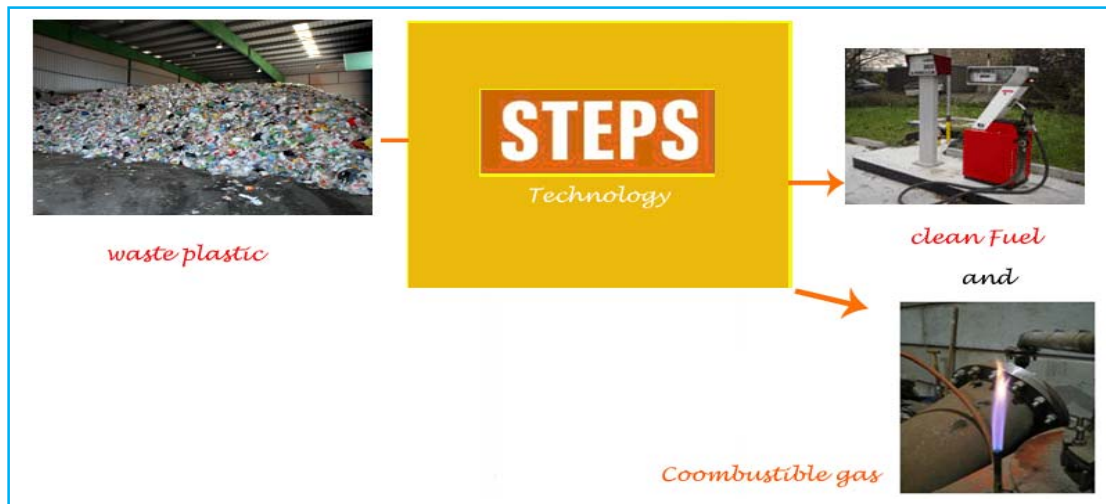 STEPS
Technology
waste plastic
clean Fuel
and
Coombustible gas